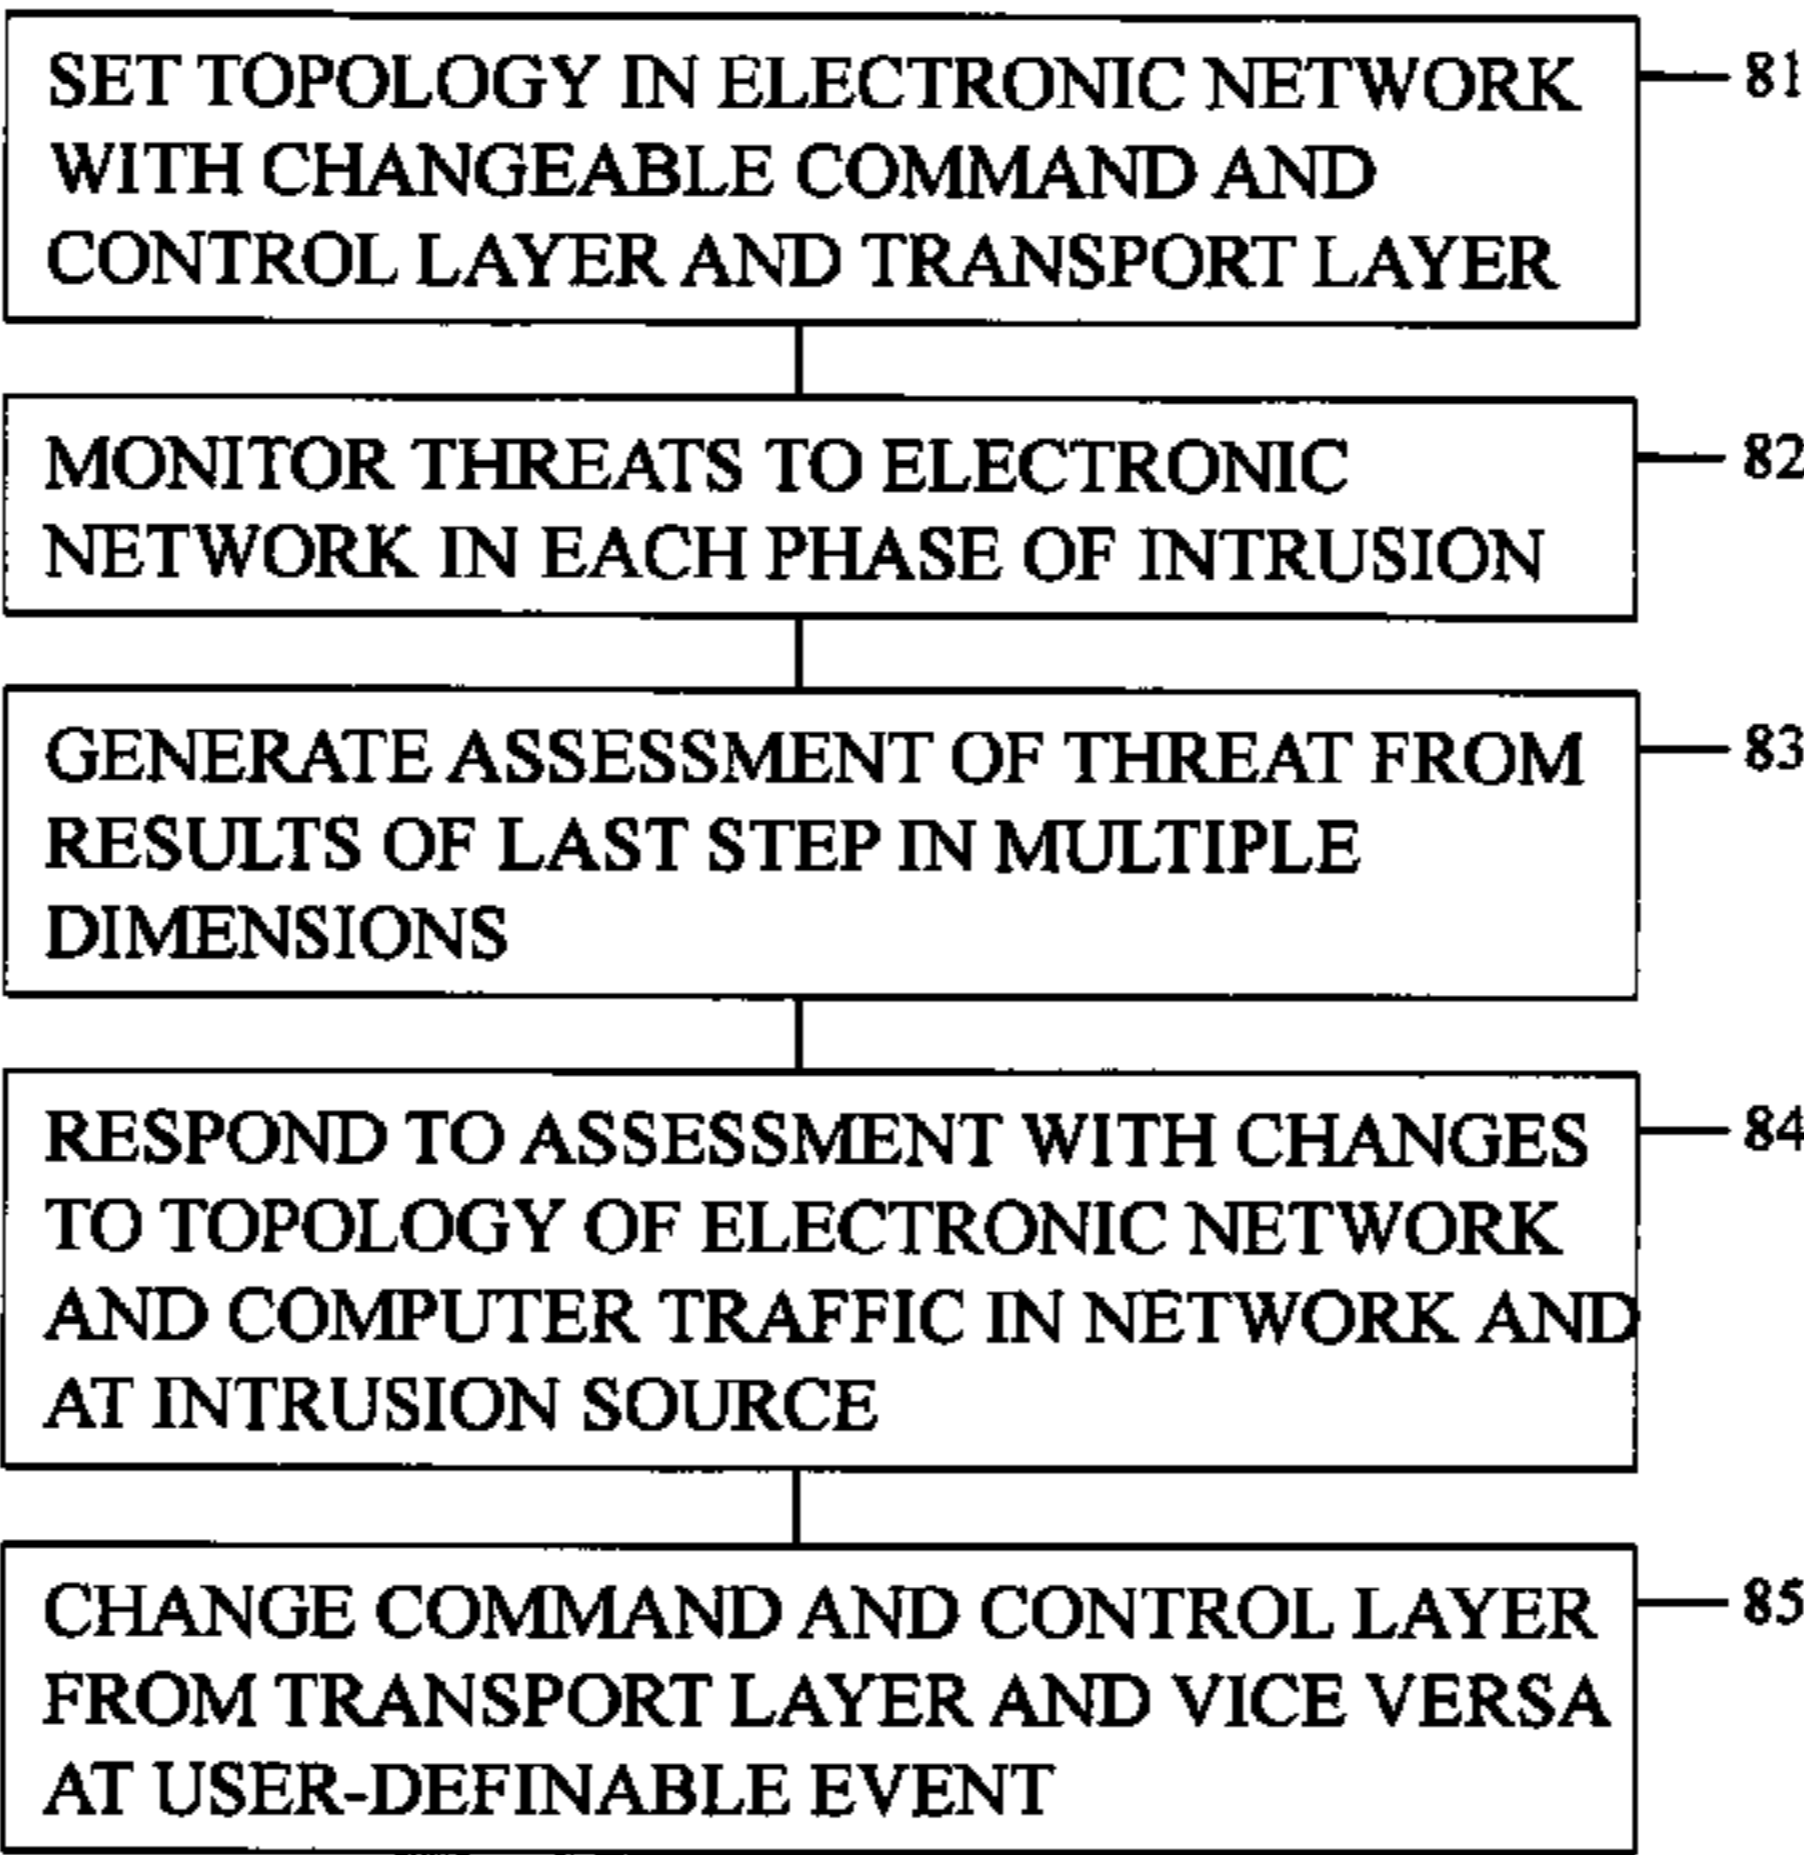 SET TOPOLOGY IN ELECTRONIC NETWORK
WITH CHANGEABLE COMMAND AND
CONTROL LAYER AND TRANSPORT LAYER
81
MONITOR THREATS TO ELECTRONIC
NETWORK IN EACH PHASE OF INTRUSION
82
GENERATE ASSESSMENT OF THREAT FROM
RESULTS OF LAST STEP IN MULTIPLE
DIMENSIONS
83
RESPOND TO ASSESSMENT WITH CHANGES
TO TOPOLOGY OF ELECTRONIC NETWORK
AND COMPUTER TRAFFIC IN NETWORK AND
AT INTRUSION SOURCE
84
CHANGE COMMAND AND CONTROL LAYER
FROM TRANSPORT LAYER AND VICE VERSA
AT USER-DEFINABLE EVENT
85